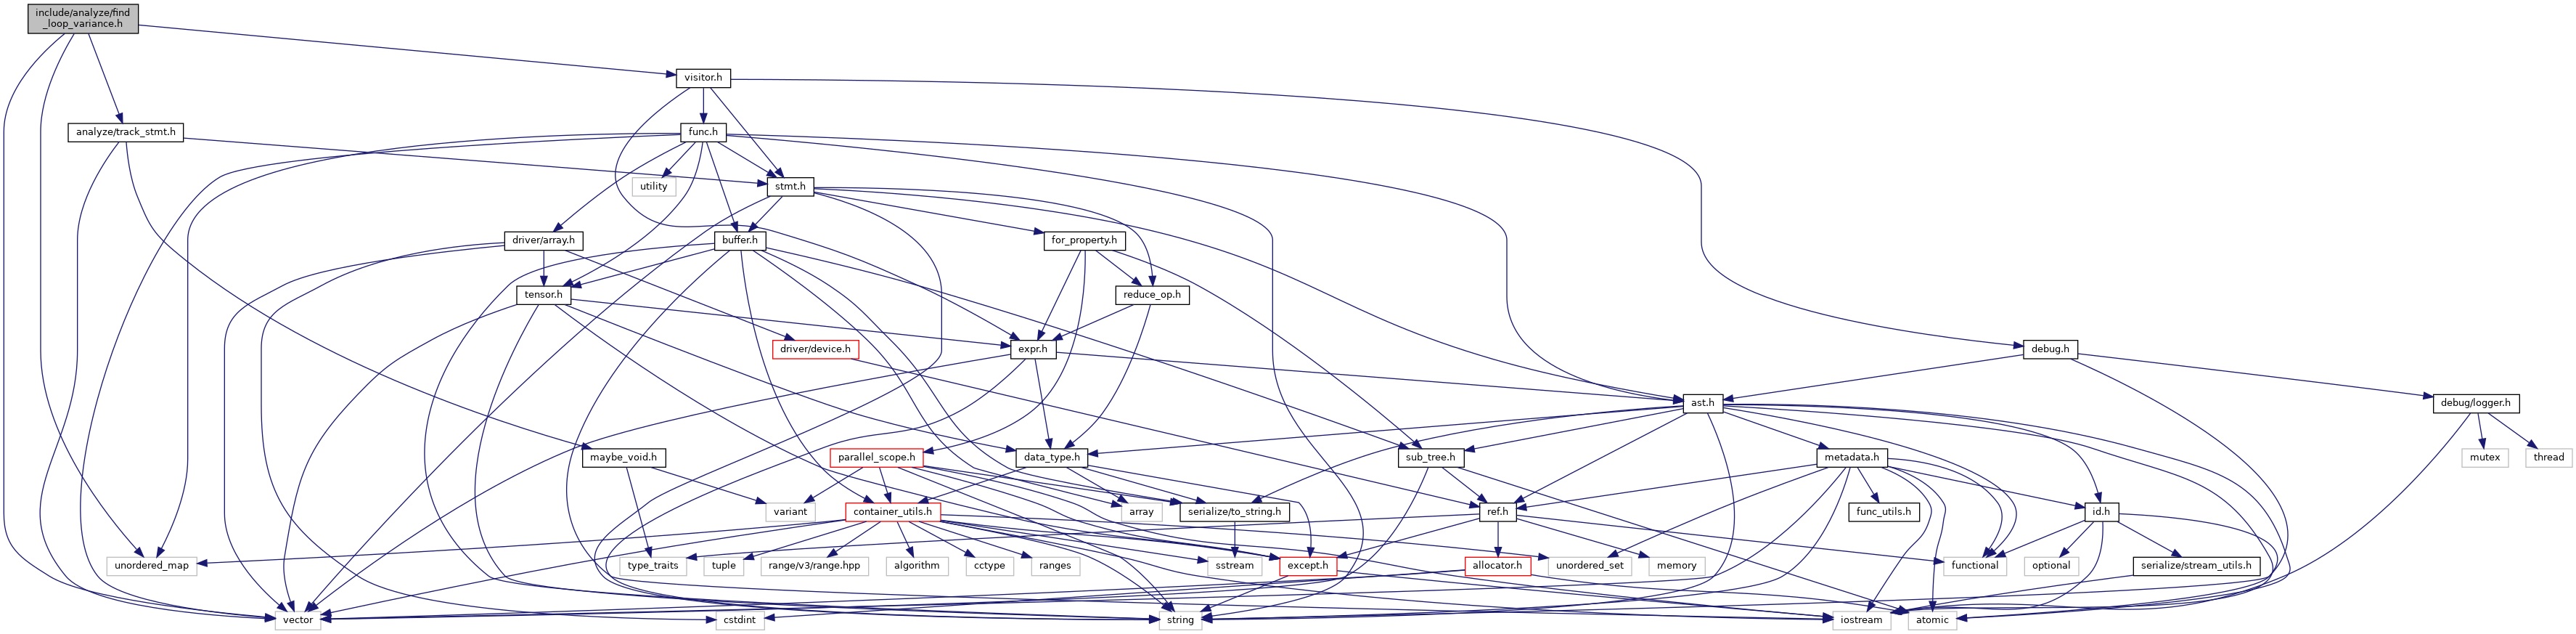 include/analyze/find
_loop_variance.h
visitor.h
analyze/track_stmt.h
func.h
utility
stmt.h
driver/array.h
buffer.h
for_property.h
tensor.h
reduce_op.h
driver/device.h
expr.h
debug.h
ast.h
debug/logger.h
maybe_void.h
parallel_scope.h
data_type.h
sub_tree.h
metadata.h
mutex
thread
variant
container_utils.h
array
serialize/to_string.h
ref.h
func_utils.h
id.h
unordered_map
type_traits
tuple
range/v3/range.hpp
algorithm
cctype
ranges
sstream
except.h
allocator.h
unordered_set
memory
functional
optional
serialize/stream_utils.h
vector
cstdint
string
iostream
atomic